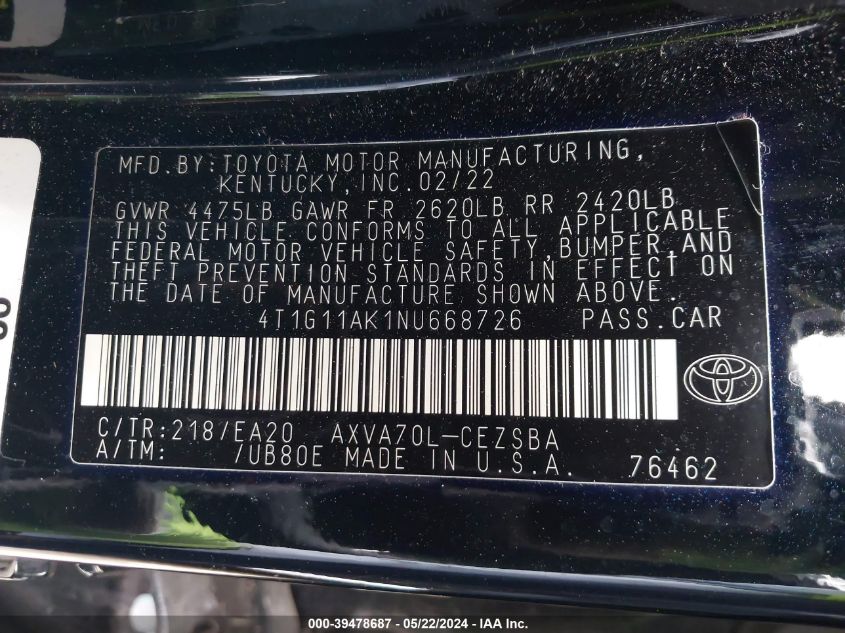 MFD.BY:TOYOTA MOTOR MANUFACTURING,
KENTUCKY,INC.02/22
GVWR 4475LB GAWR FR 2620LB RR 2420LB
THIS VEHICLE CONFORMS TO ALL APPLICABLE
FEDERAL MOTOR VEHICLE SAFETY,BUMPER,AND
THEFT PREVENTION STANDARDS IN EFFECT ON
THE DATE OF MANUFACTURE SHOWN ABOVE.
4T1G11AK1NU668726 PASS.CAR
C/TR:218/EA20 AXVA70L-CEZSBA
A/TM: /UB80E MADE IN U.S.A. 76462
000-39478687 - 05/22/2024 - IAA, Inc.